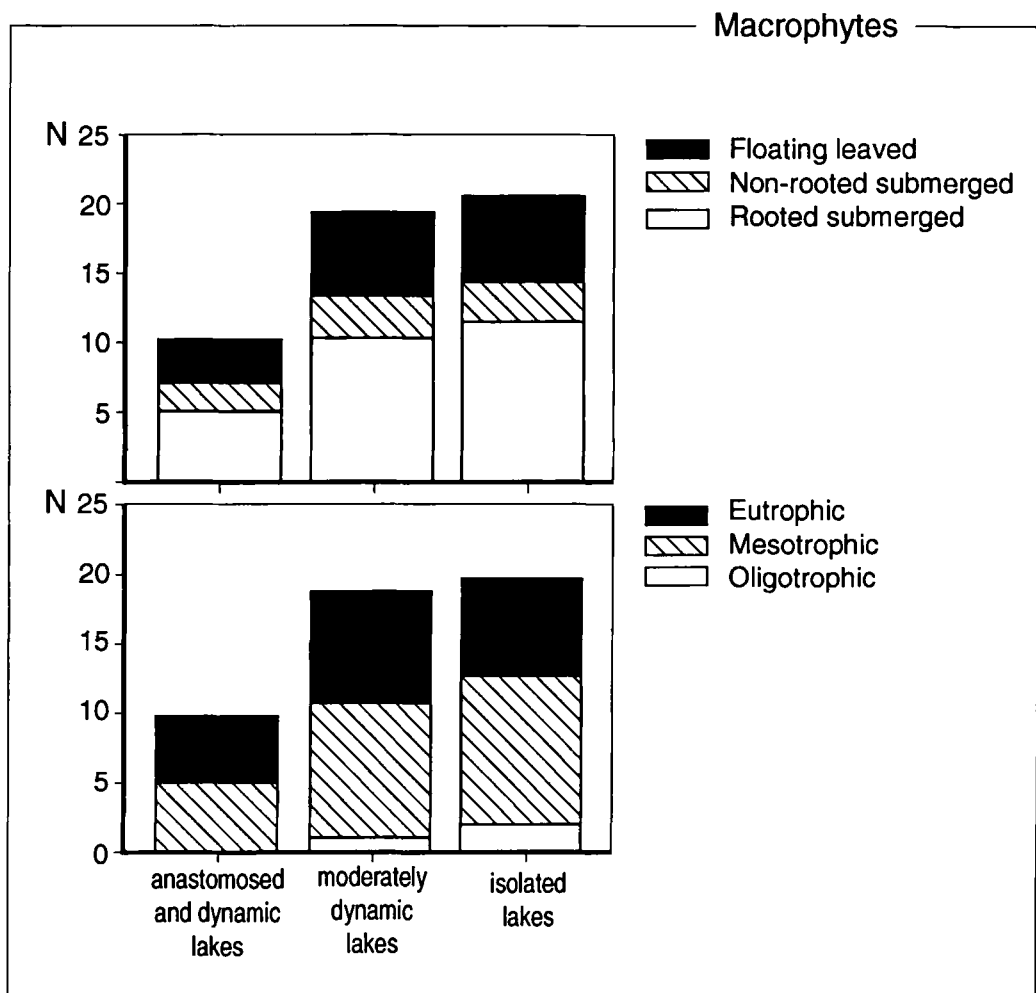 Macrophytes
N 25
20
15
10
5
Floating leaved
Non-rooted submerged
Rooted submerged
N 25
20
15
10
5
0
Eutrophic
Mesotrophic
Oligotrophic
anastomosed
and dynamic
lakes
moderately
dynamic
lakes
isolated
lakes